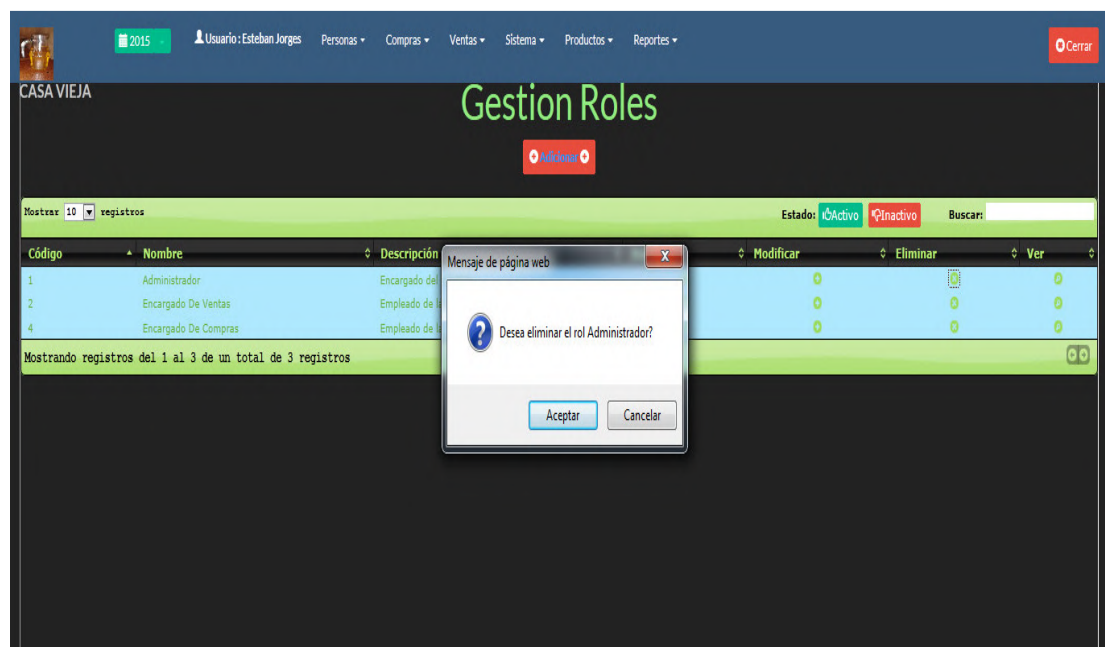 2015 Usuario : Esteban Jorges Personas Compras Ventas Sistema Productos Reportes Cerrar
CASA VIEJA
Gestion Roles
Adicionar
Mostrar 10 registros Estado: Activo Inactivo Buscar:
Código Nombre Descripción Modificar Eliminar Ver
1 Administrador Encargado del
2 Encargado De Ventas Empleado de
4 Encargado De Compras Empleado de
Mostrando registros del 1 al 3 de un total de 3 registros
Mensaje de página web X
Desea eliminar el rol Administrador?
Aceptar Cancelar